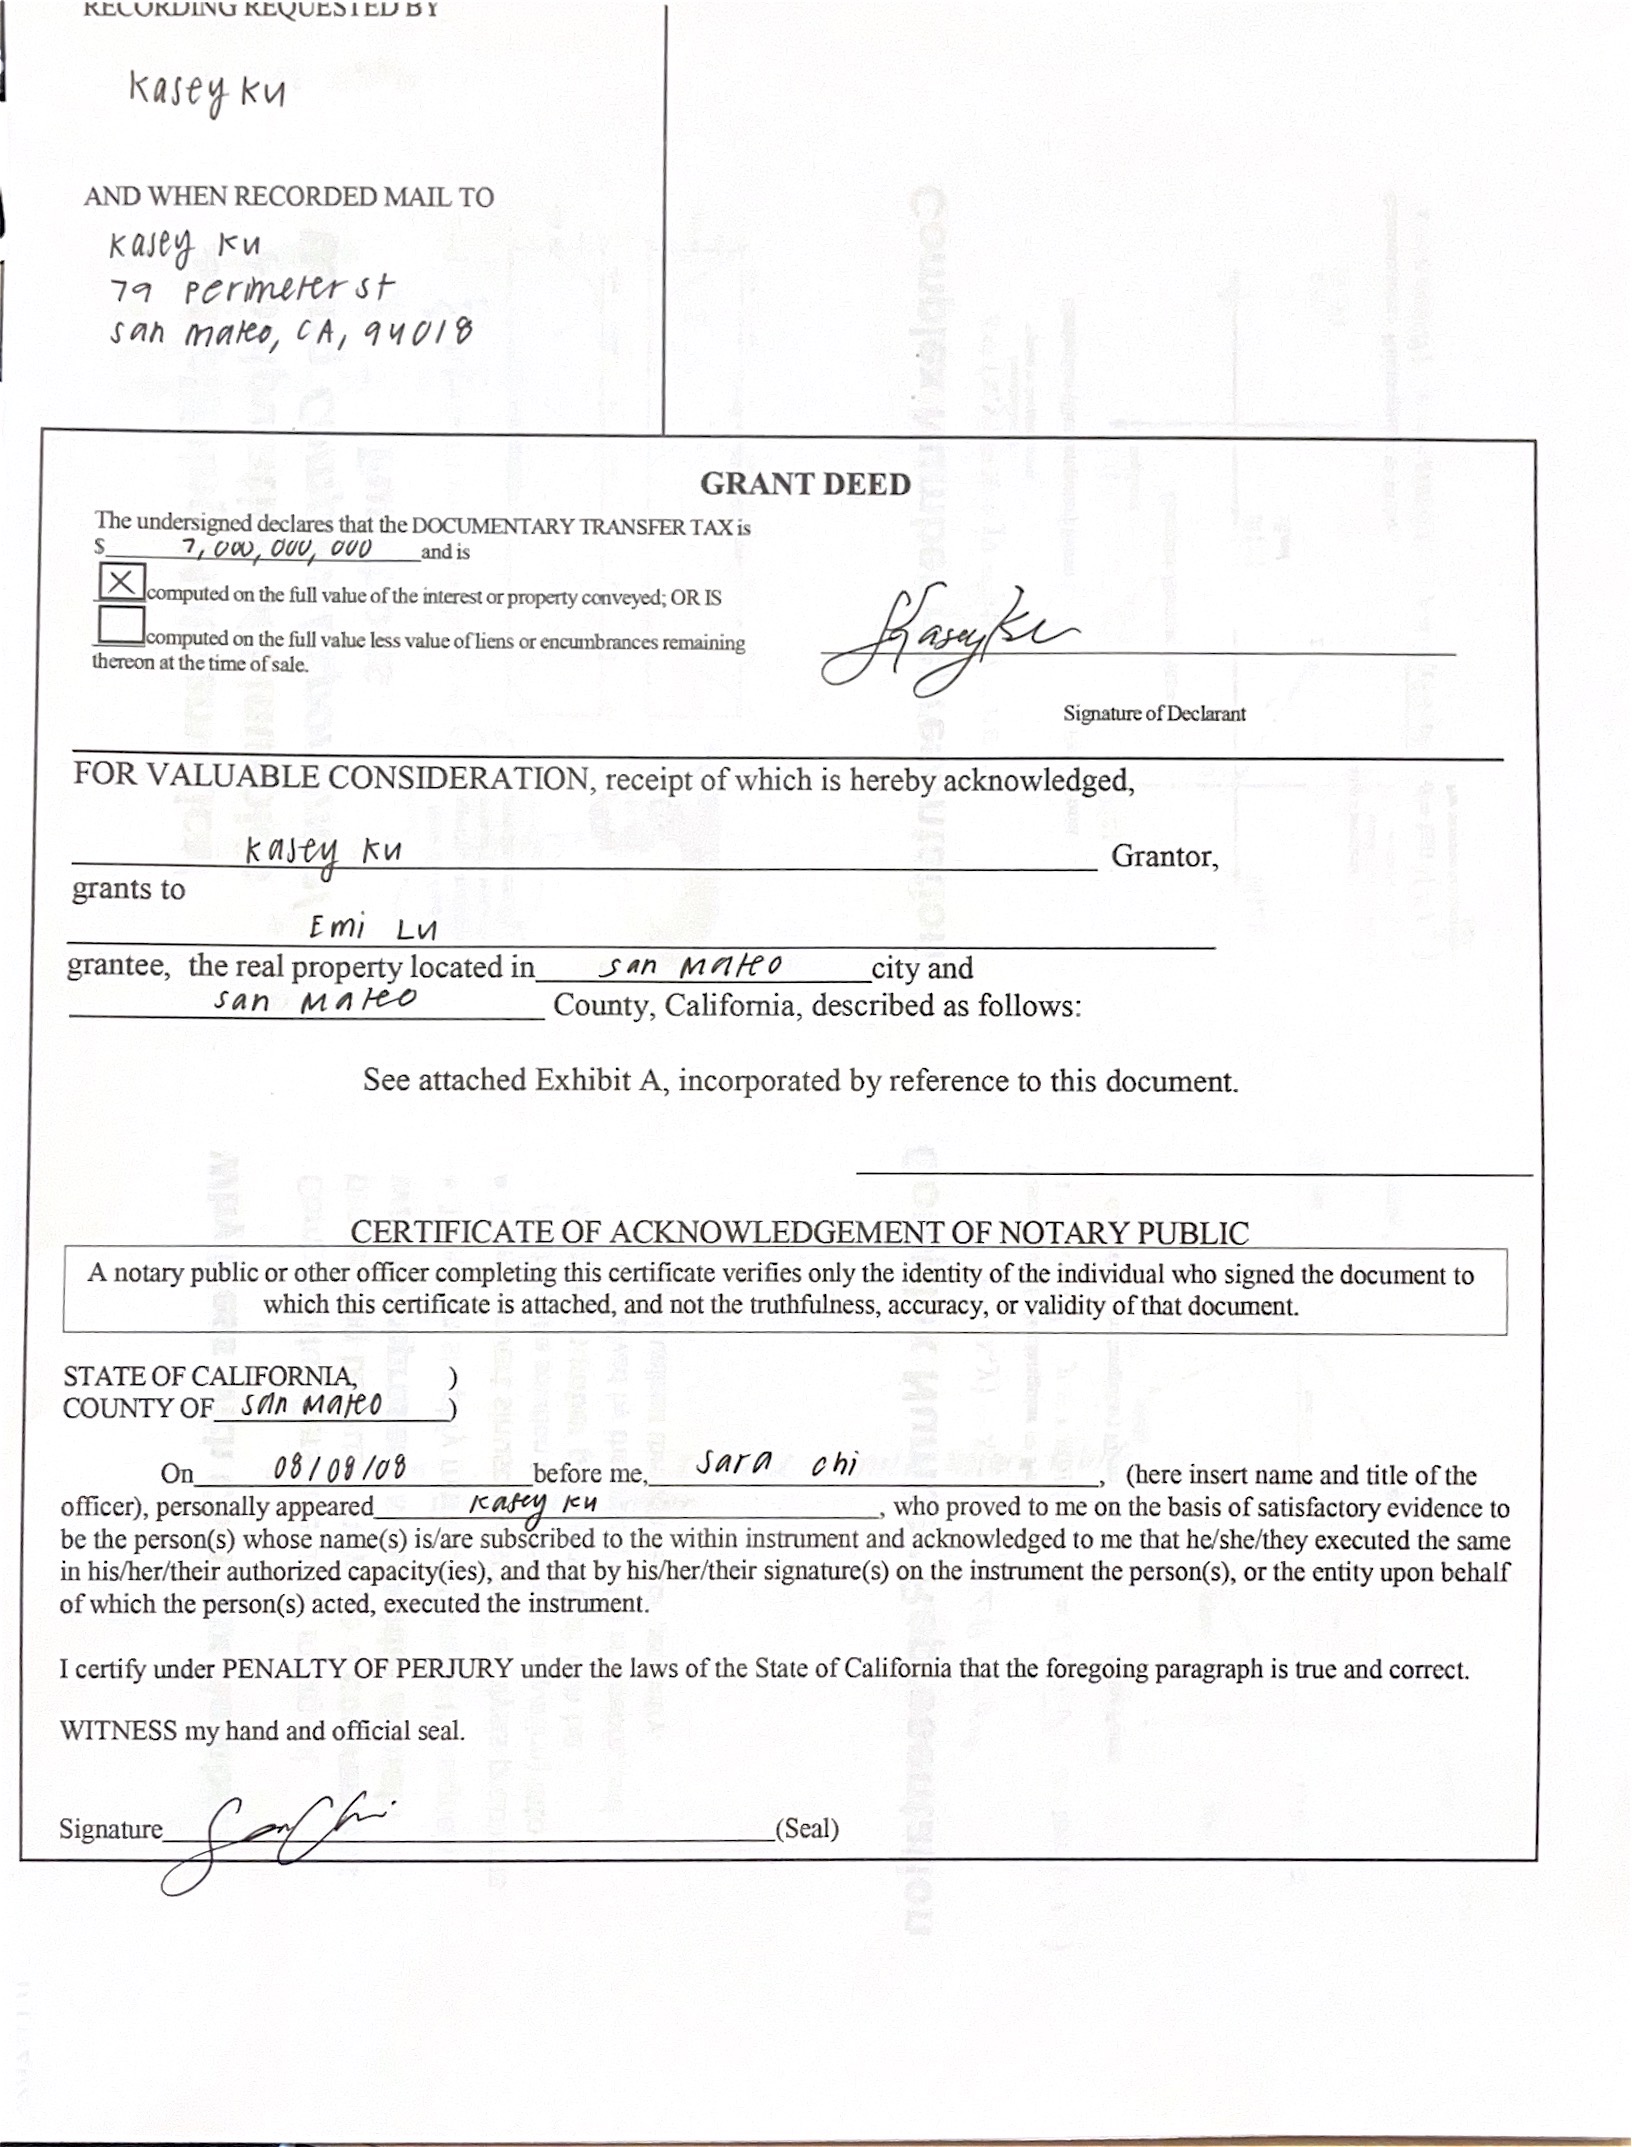 RECORDING REQUESTED BY
Kasey Ku
AND WHEN RECORDED MAIL TO
Kasey Ku
79 perimeter st
san mateo, CA, 94018
GRANT DEED
The undersigned declares that the DOCUMENTARY TRANSFER TAX is
$ 7,000,000,000 and is
X computed on the full value of the interest or property conveyed; OR IS
computed on the full value less value of liens or encumbrances remaining
thereon at the time of sale.
Kasey Ku
Signature of Declarant
FOR VALUABLE CONSIDERATION, receipt of which is hereby acknowledged,
Kasey Ku Grantor,
grants to
Emi Lu
grantee, the real property located in san mateo city and
san mateo County, California, described as follows:
See attached Exhibit A, incorporated by reference to this document.
CERTIFICATE OF ACKNOWLEDGEMENT OF NOTARY PUBLIC
A notary public or other officer completing this certificate verifies only the identity of the individual who signed the document to
which this certificate is attached, and not the truthfulness, accuracy, or validity of that document.
STATE OF CALIFORNIA, )
COUNTY OF san mateo )
On 08/08/08 before me, sara chi, (here insert name and title of the
officer), personally appeared Kasey Ku, who proved to me on the basis of satisfactory evidence to
be the person(s) whose name(s) is/are subscribed to the within instrument and acknowledged to me that he/she/they executed the same
in his/her/their authorized capacity(ies), and that by his/her/their signature(s) on the instrument the person(s), or the entity upon behalf
of which the person(s) acted, executed the instrument.
I certify under PENALTY OF PERJURY under the laws of the State of California that the foregoing paragraph is true and correct.
WITNESS my hand and official seal.
Signature Sara Chi (Seal)